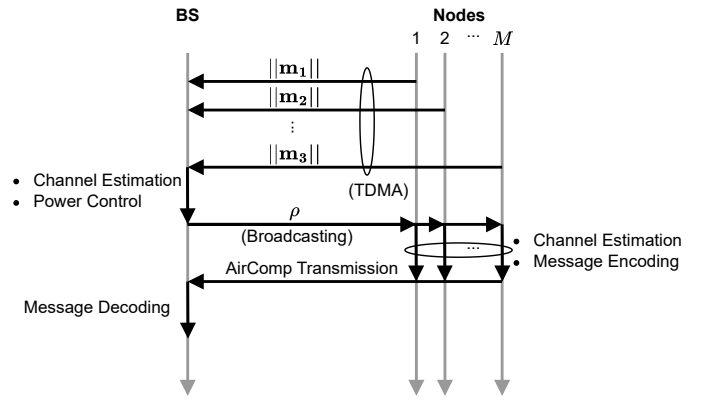 BS
Nodes
1 2 ... M
||m₁||
||m₂||
⋮
||m₃||
(TDMA)
• Channel Estimation
• Power Control
ρ
(Broadcasting)
...
• Channel Estimation
• Message Encoding
AirComp Transmission
Message Decoding